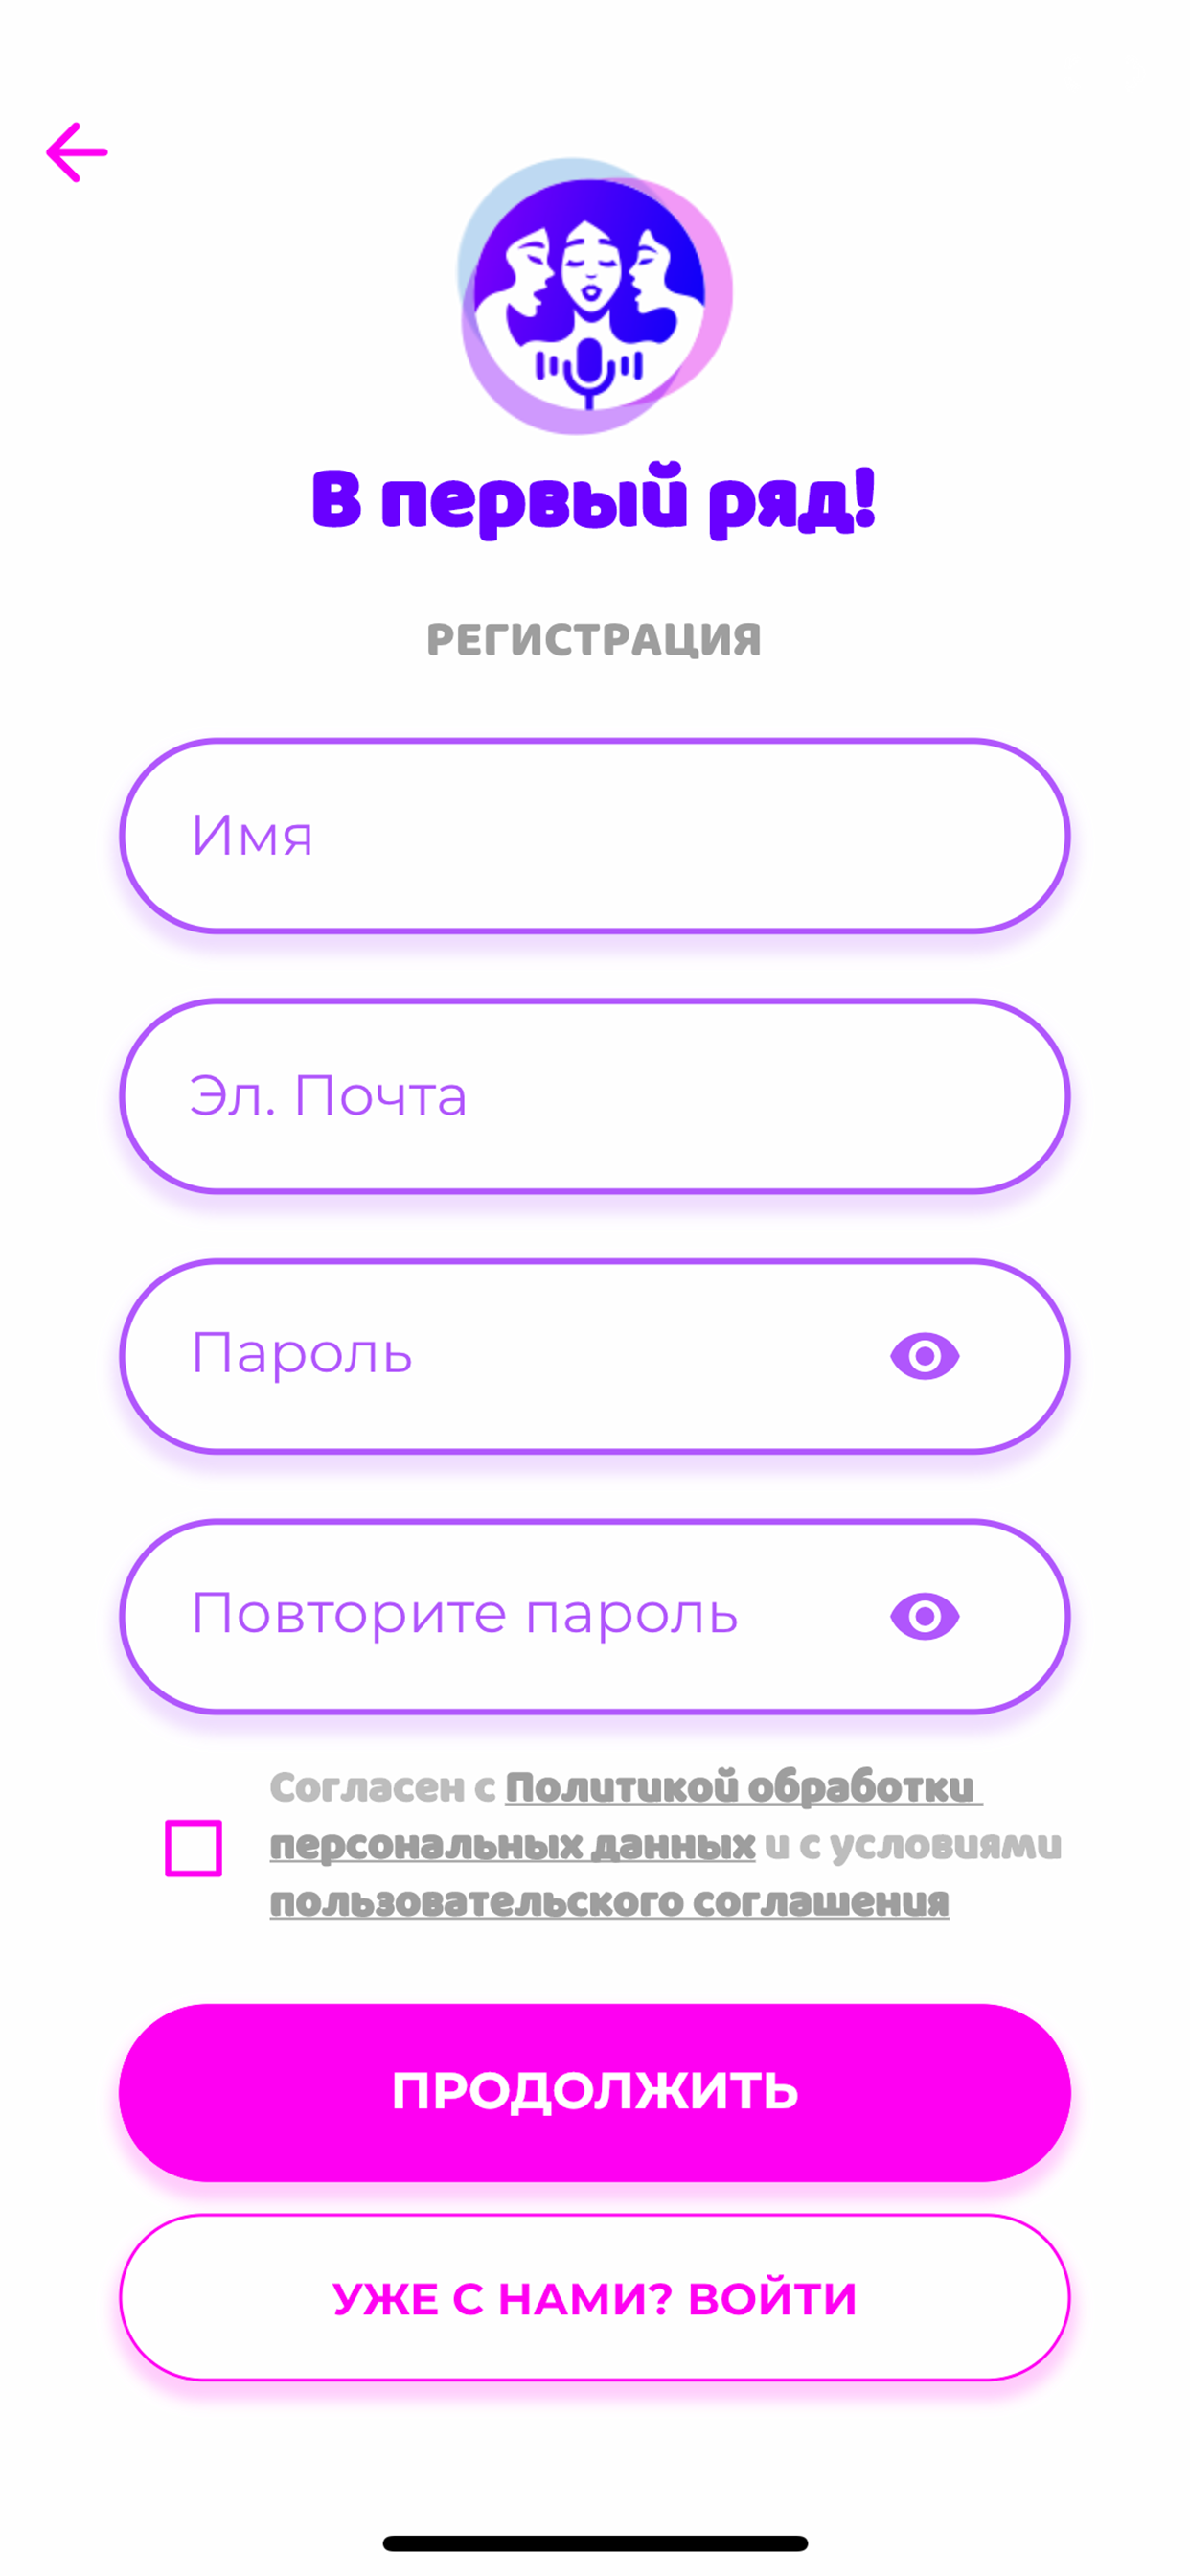 В первый ряд!
РЕГИСТРАЦИЯ
Имя
Эл. Почта
Пароль
Повторите пароль
Согласен с Политикой обработки
персональных данных и с условиями
пользовательского соглашения
ПРОДОЛЖИТЬ
УЖЕ С НАМИ? ВОЙТИ